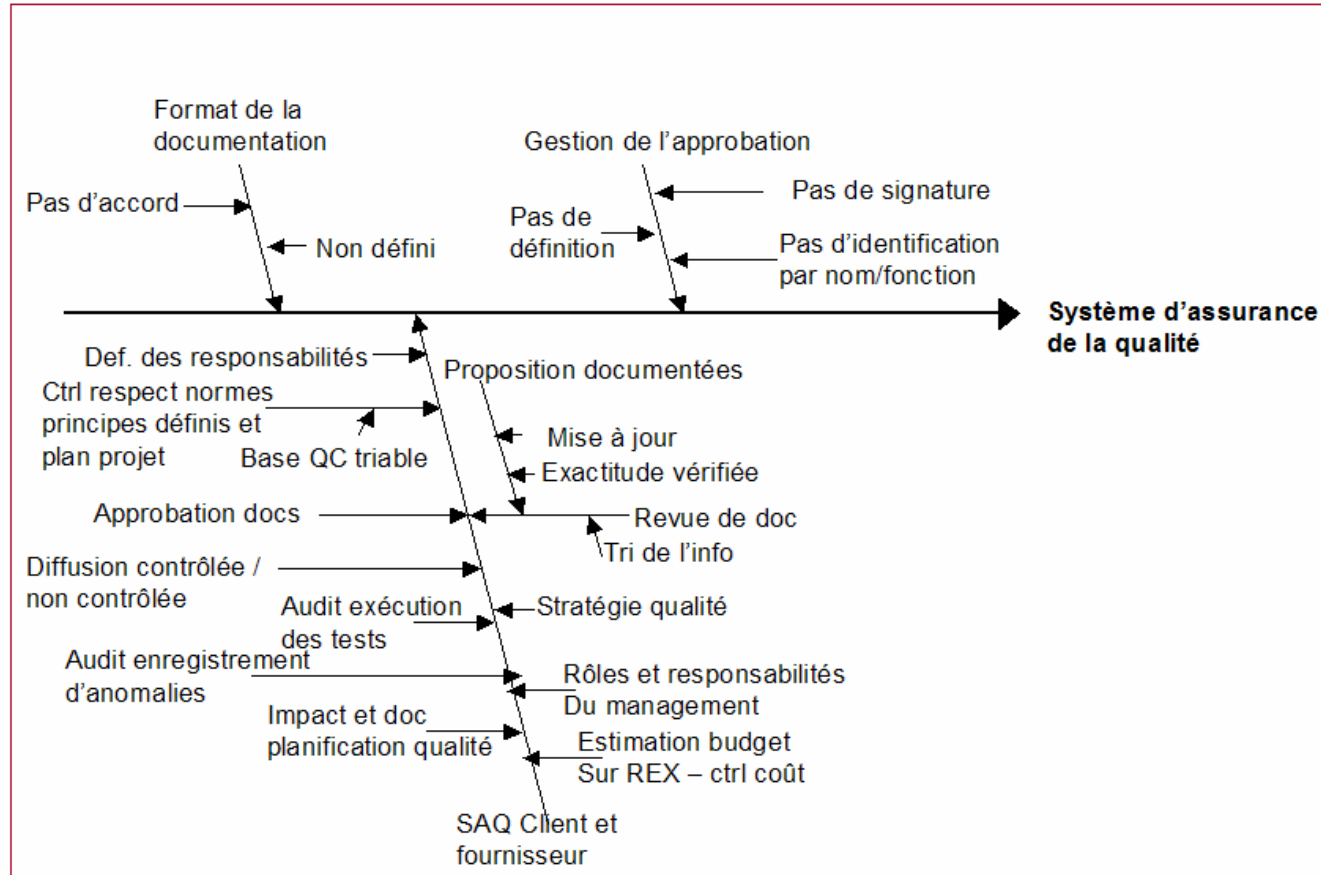 Format de la
documentation
Gestion de l'approbation
Pas d'accord
Pas de signature
Pas de
définition
Non défini
Pas d'identification
par nom/fonction
Système d'assurance
de la qualité
Def. des responsabilités
Proposition documentées
Ctrl respect normes
principes définis et
plan projet
Base QC triable
Mise à jour
Exactitude vérifiée
Approbation docs
Revue de doc
Tri de l'info
Diffusion contrôlée /
non contrôlée
Audit exécution
des tests
Stratégie qualité
Audit enregistrement
d'anomalies
Rôles et responsabilités
Du management
Impact et doc
planification qualité
Estimation budget
Sur REX – ctrl coût
SAQ Client et
fournisseur